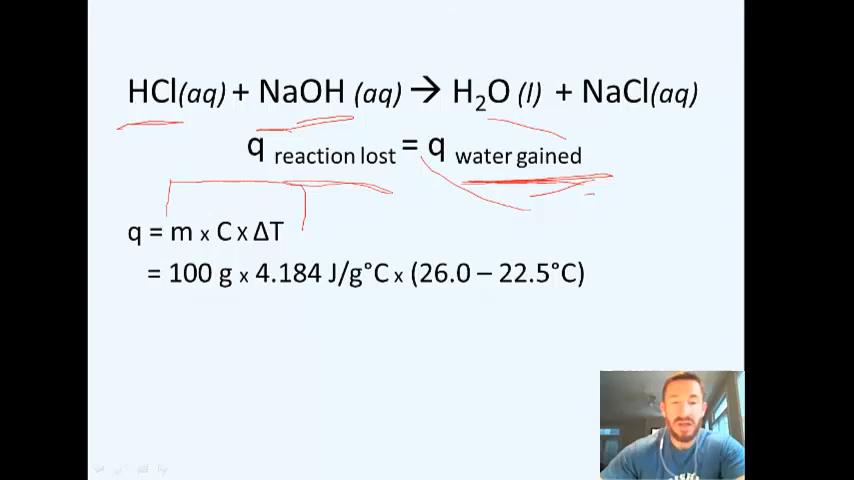 HCl(aq) + NaOH (aq) → H₂O (l) + NaCl(aq)
q reaction lost = q water gained
q = m x C x ΔT
= 100 g x 4.184 J/g°C x (26.0 – 22.5°C)